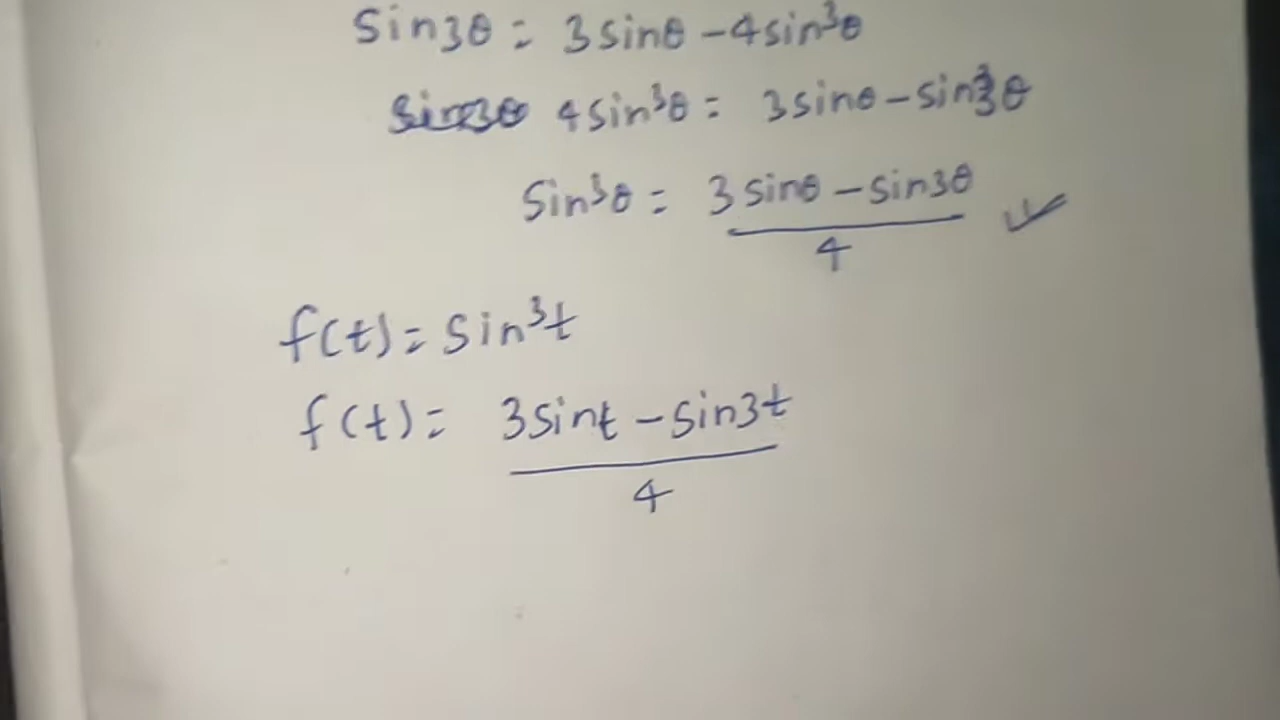 sin3θ = 3sinθ - 4sin³θ
4sin³θ = 3sinθ - sin3θ
sin³θ = 3sinθ - sin3θ
4
f(t) = sin³t
f(t) = 3sint - sin3t
4